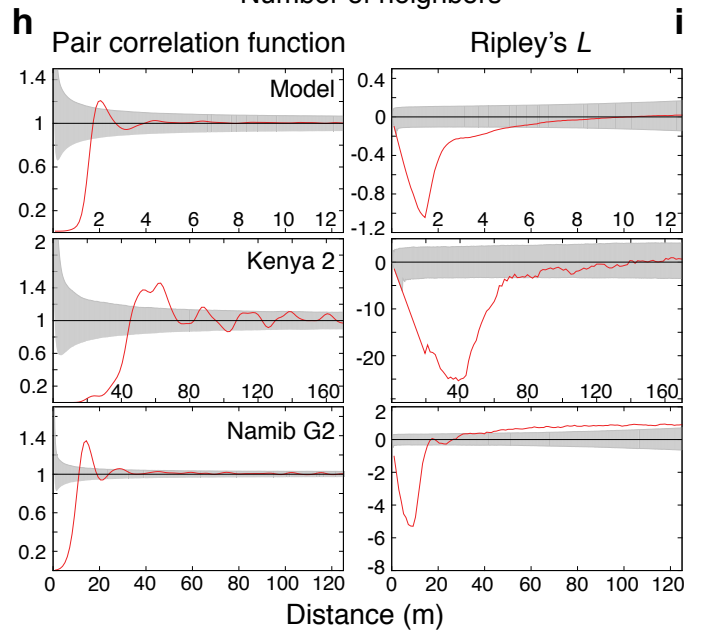 Number of neighbors
h i
Pair correlation function Ripley's L
1.4 Model 0.4
1 0
0.6 -0.4
-0.8
0.2 2 4 6 8 10 12 -1.2 2 4 6 8 10 12
2 Kenya 2
1.4 0
1 -10
0.6 -20
0.2 40 80 120 160 40 80 120 160
Namib G2 2
1.4 0
1 -2
-4
0.6 -6
0.2 -8
0 20 40 60 80 100 120 0 20 40 60 80 100 120
Distance (m)